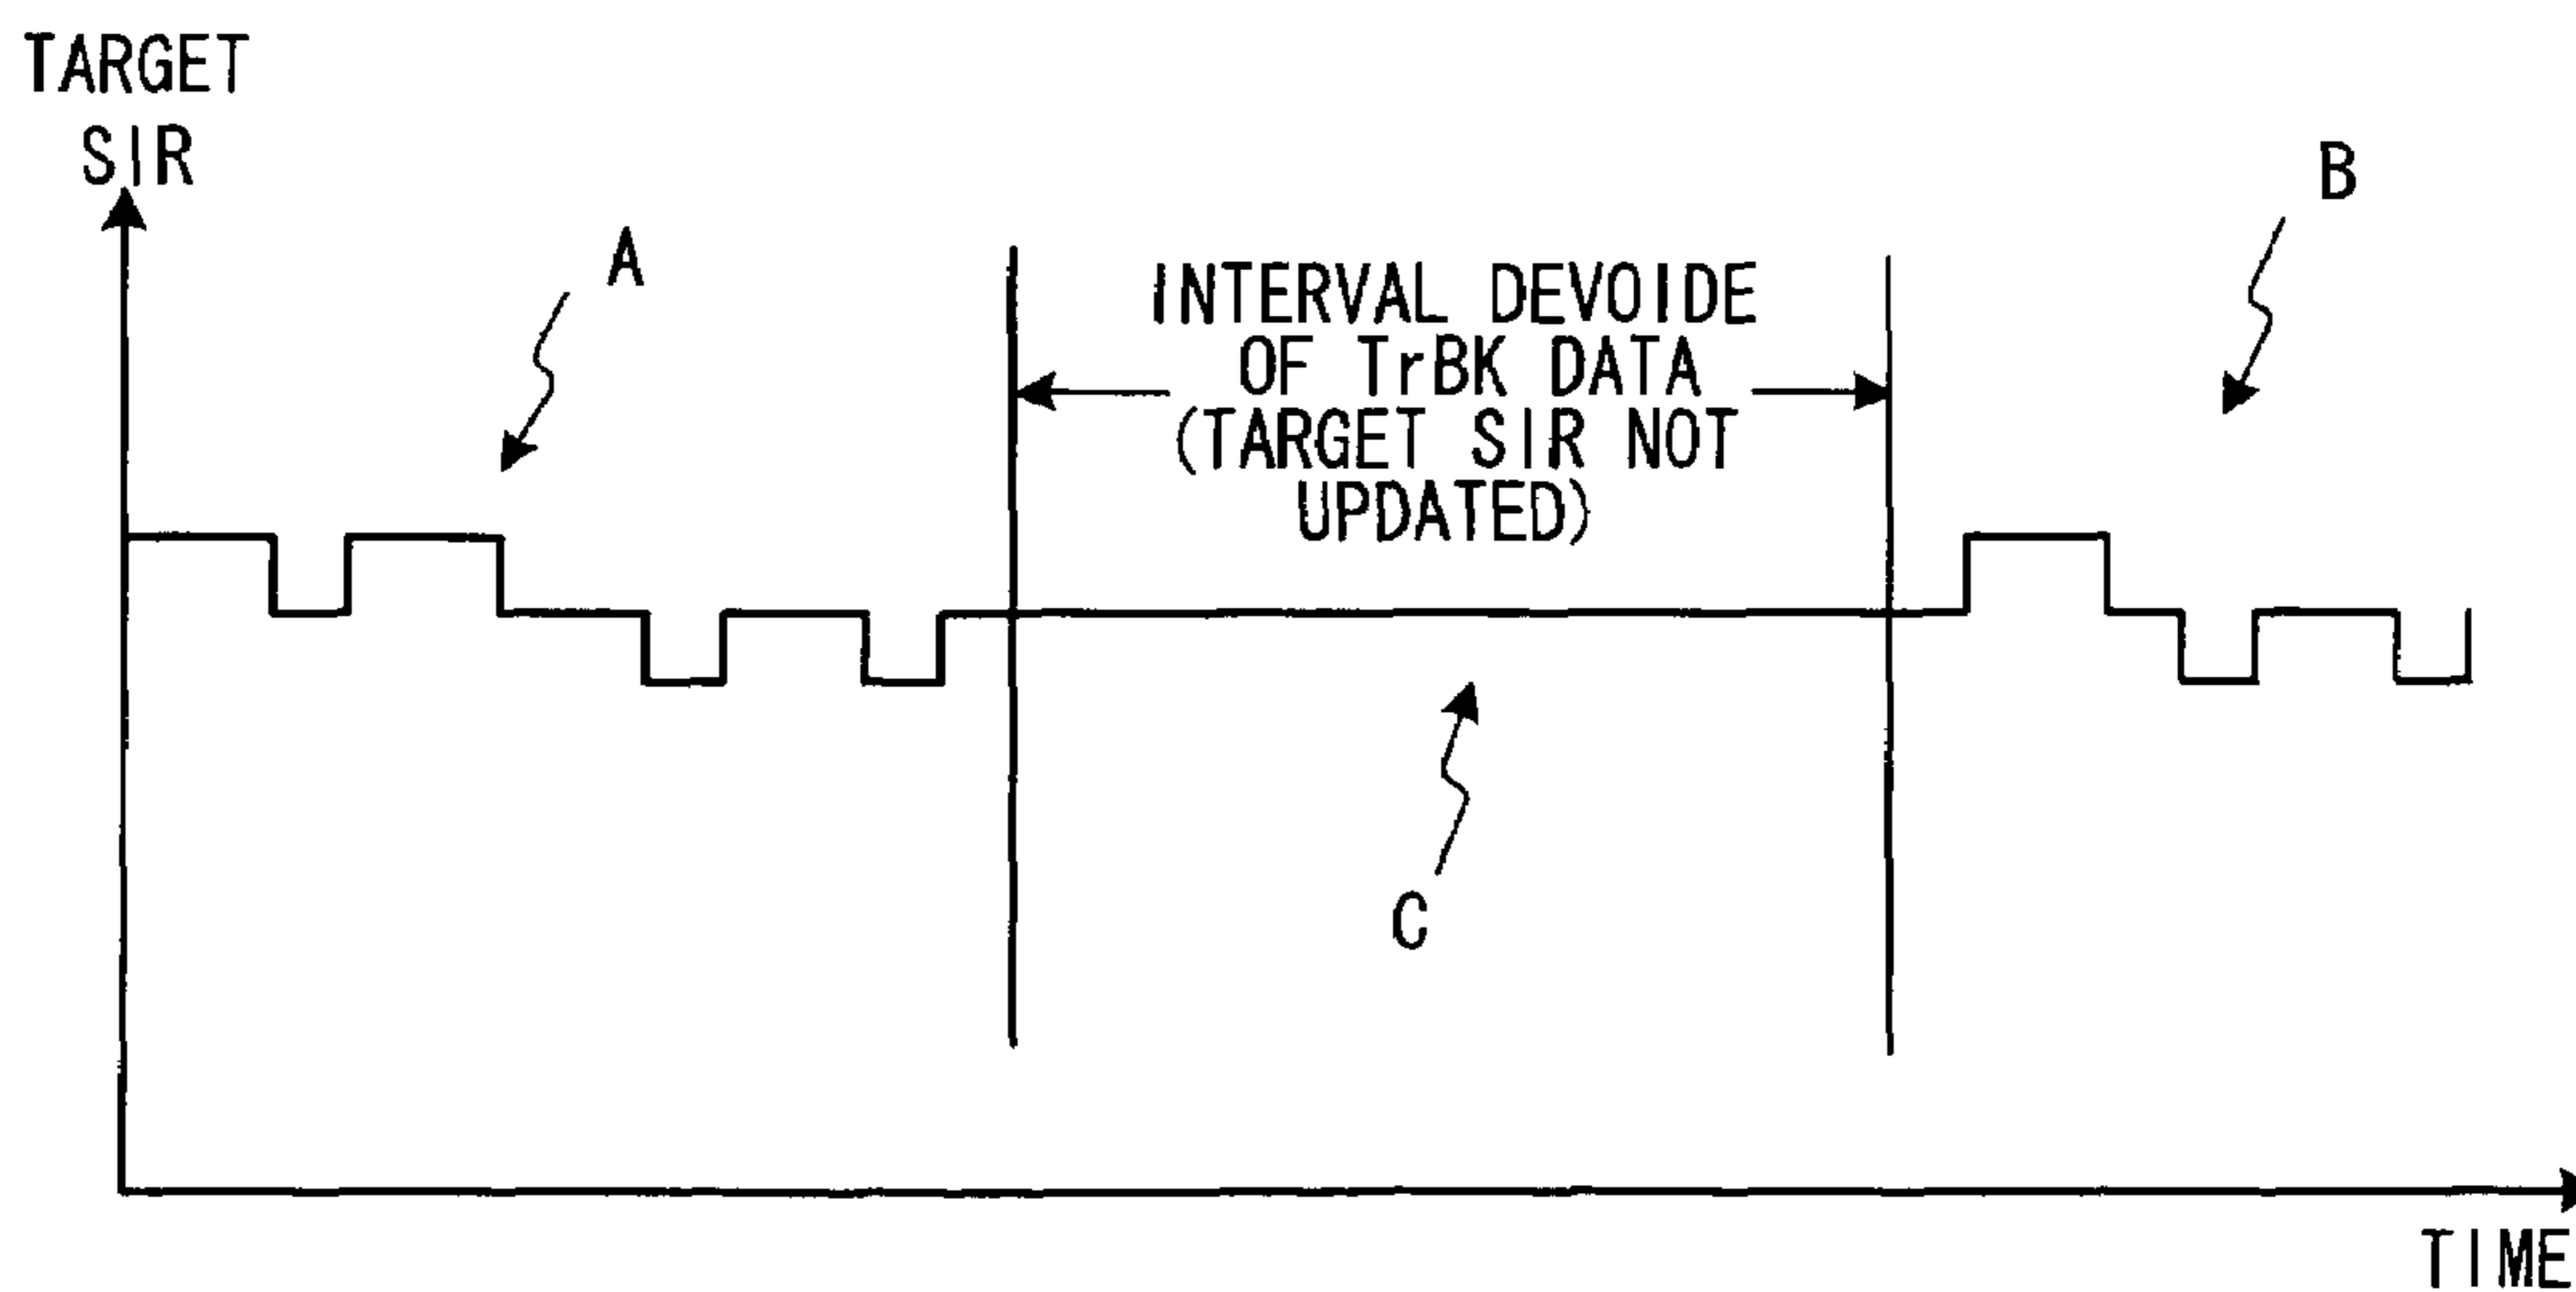 TARGET
SIR
A
B
INTERVAL DEVOIDE
OF TrBK DATA
(TARGET SIR NOT
UPDATED)
C
TIME